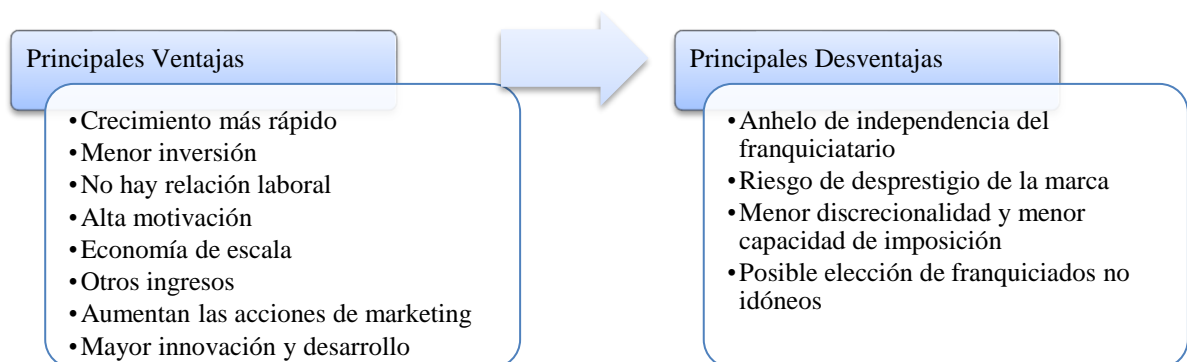 Principales Ventajas
•Crecimiento más rápido
•Menor inversión
•No hay relación laboral
•Alta motivación
•Economía de escala
•Otros ingresos
•Aumentan las acciones de marketing
•Mayor innovación y desarrollo
Principales Desventajas
•Anhelo de independencia del
franquiciatario
•Riesgo de desprestigio de la marca
•Menor discrecionalidad y menor
capacidad de imposición
•Posible elección de franquiciados no
idóneos